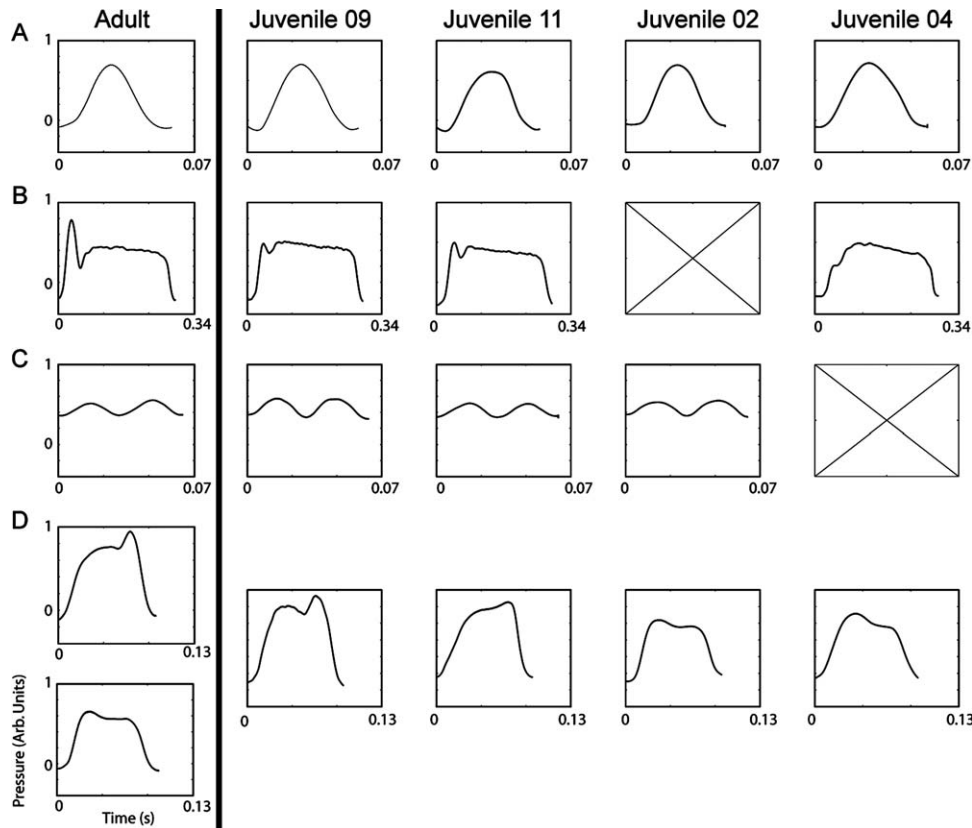 Adult Juvenile 09 Juvenile 11 Juvenile 02 Juvenile 04
A
1
0
0 0.07 0 0.07 0 0.07 0 0.07 0 0.07
B
1
0
0 0.34 0 0.34 0 0.34 0 0.34
C
1
0
0 0.07 0 0.07 0 0.07 0 0.07
D
1
0
0 0.13
0 0.13 0 0.13 0 0.13 0 0.13
1
0
Pressure (Arb. Units)
0 0.13
Time (s)